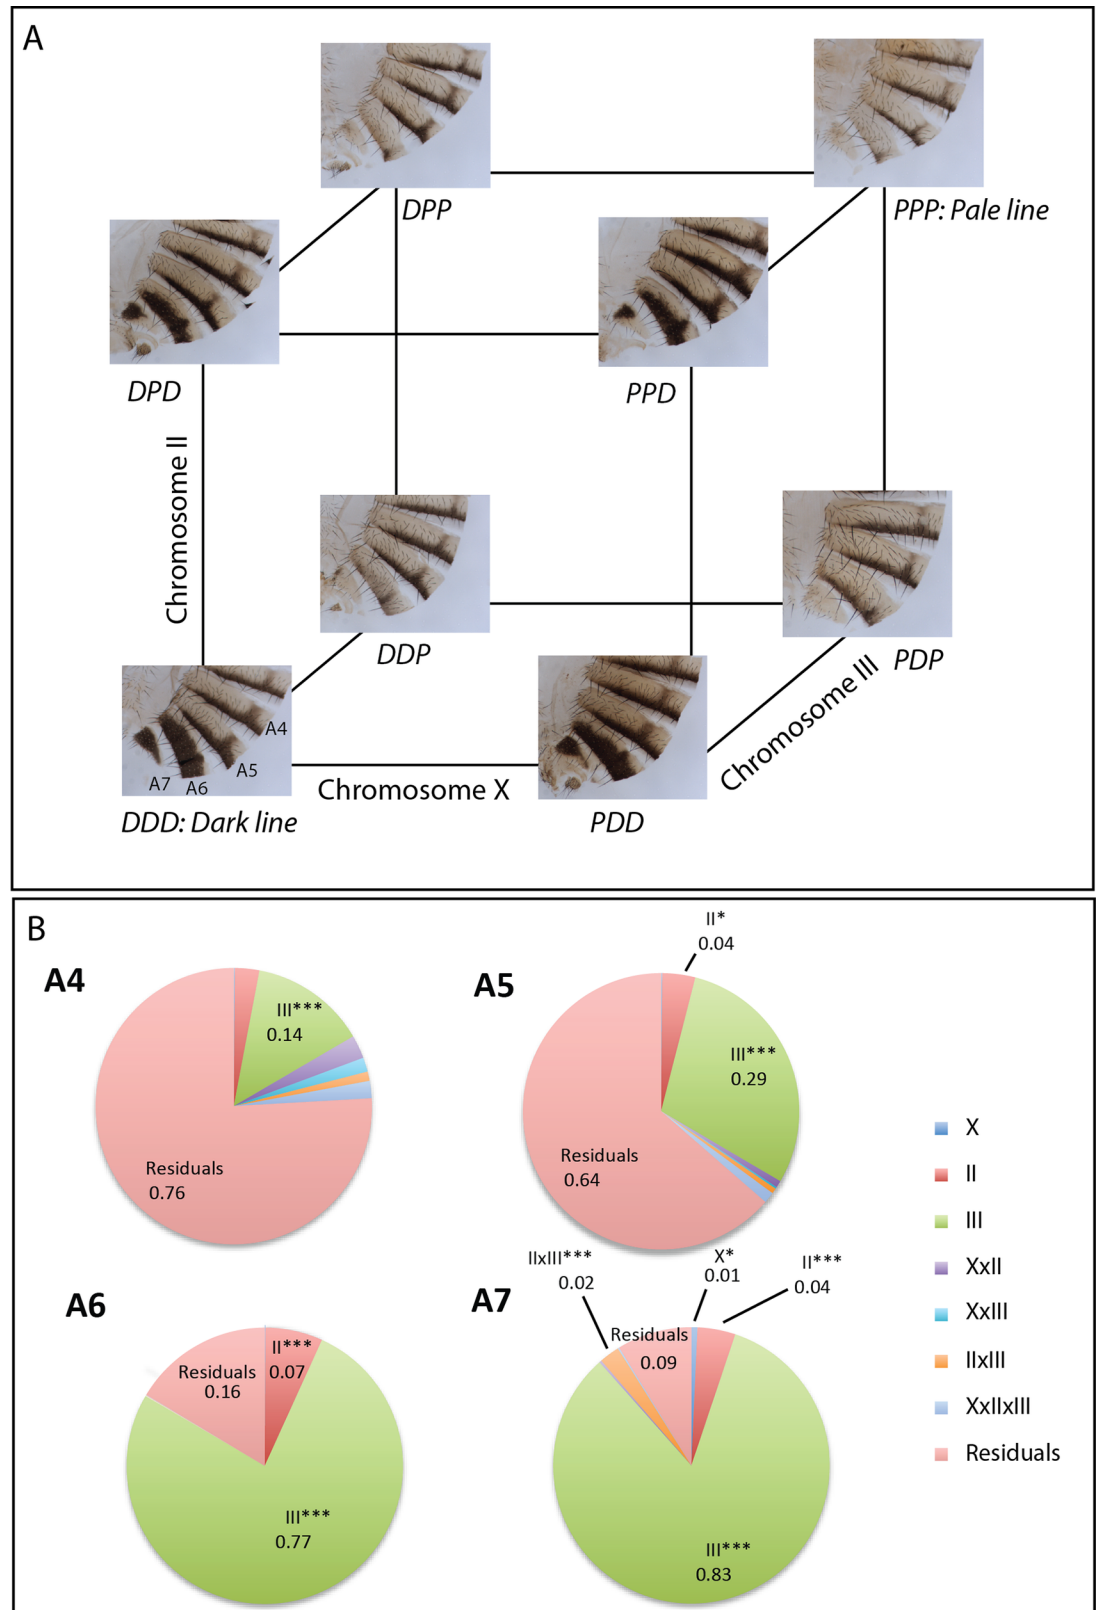 A
DPP
PPP: Pale line
DPD
PPD
Chromosome II
DDP
PDP
Chromosome III
A4
A5
A6
A7
Chromosome X
DDD: Dark line
PDD
B
A4
III***
0.14
Residuals
0.76
A5
II*
0.04
III***
0.29
Residuals
0.64
X
II
III
XxII
XxIII
IIxIII
XxIIxIII
Residuals
A6
II***
0.07
Residuals
0.16
III***
0.77
A7
IIxIII***
0.02
X*
0.01
II***
0.04
Residuals
0.09
III***
0.83